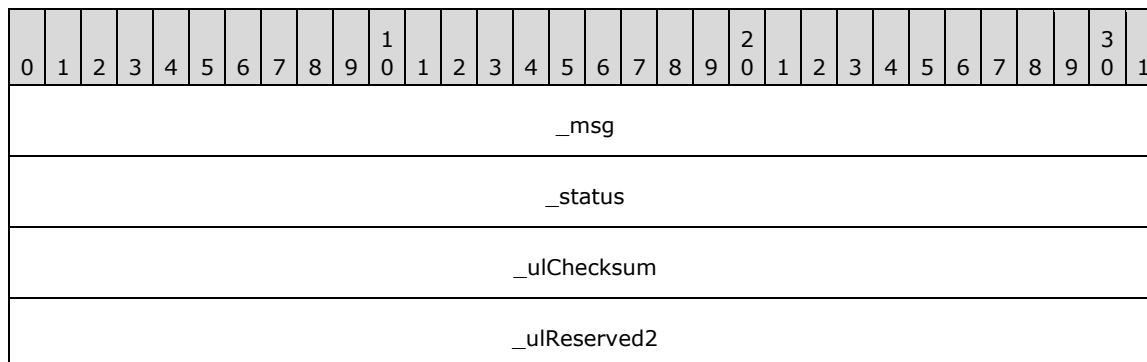 1 2 3
0 1 2 3 4 5 6 7 8 9 0 1 2 3 4 5 6 7 8 9 0 1 2 3 4 5 6 7 8 9 0 1
_msg
_status
_ulChecksum
_ulReserved2